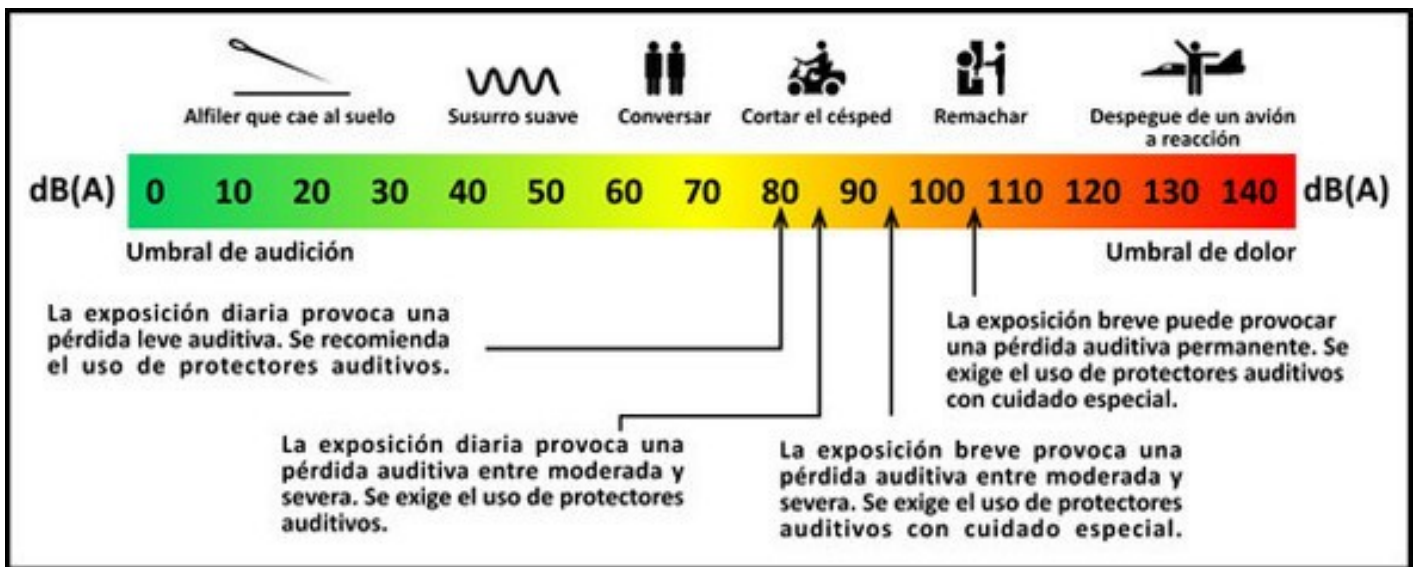 Alfiler que cae al suelo
Susurro suave
Conversar
Cortar el césped
Remachar
Despegue de un avión
a reacción
dB(A) 0 10 20 30 40 50 60 70 80 90 100 110 120 130 140 dB(A)
Umbral de audición
Umbral de dolor
La exposición diaria provoca una
pérdida leve auditiva. Se recomienda
el uso de protectores auditivos.
La exposición breve puede provocar
una pérdida auditiva permanente. Se
exige el uso de protectores auditivos
con cuidado especial.
La exposición diaria provoca una
pérdida auditiva entre moderada y
severa. Se exige el uso de protectores
auditivos.
La exposición breve provoca una
pérdida auditiva entre moderada y
severa. Se exige el uso de protectores
auditivos con cuidado especial.